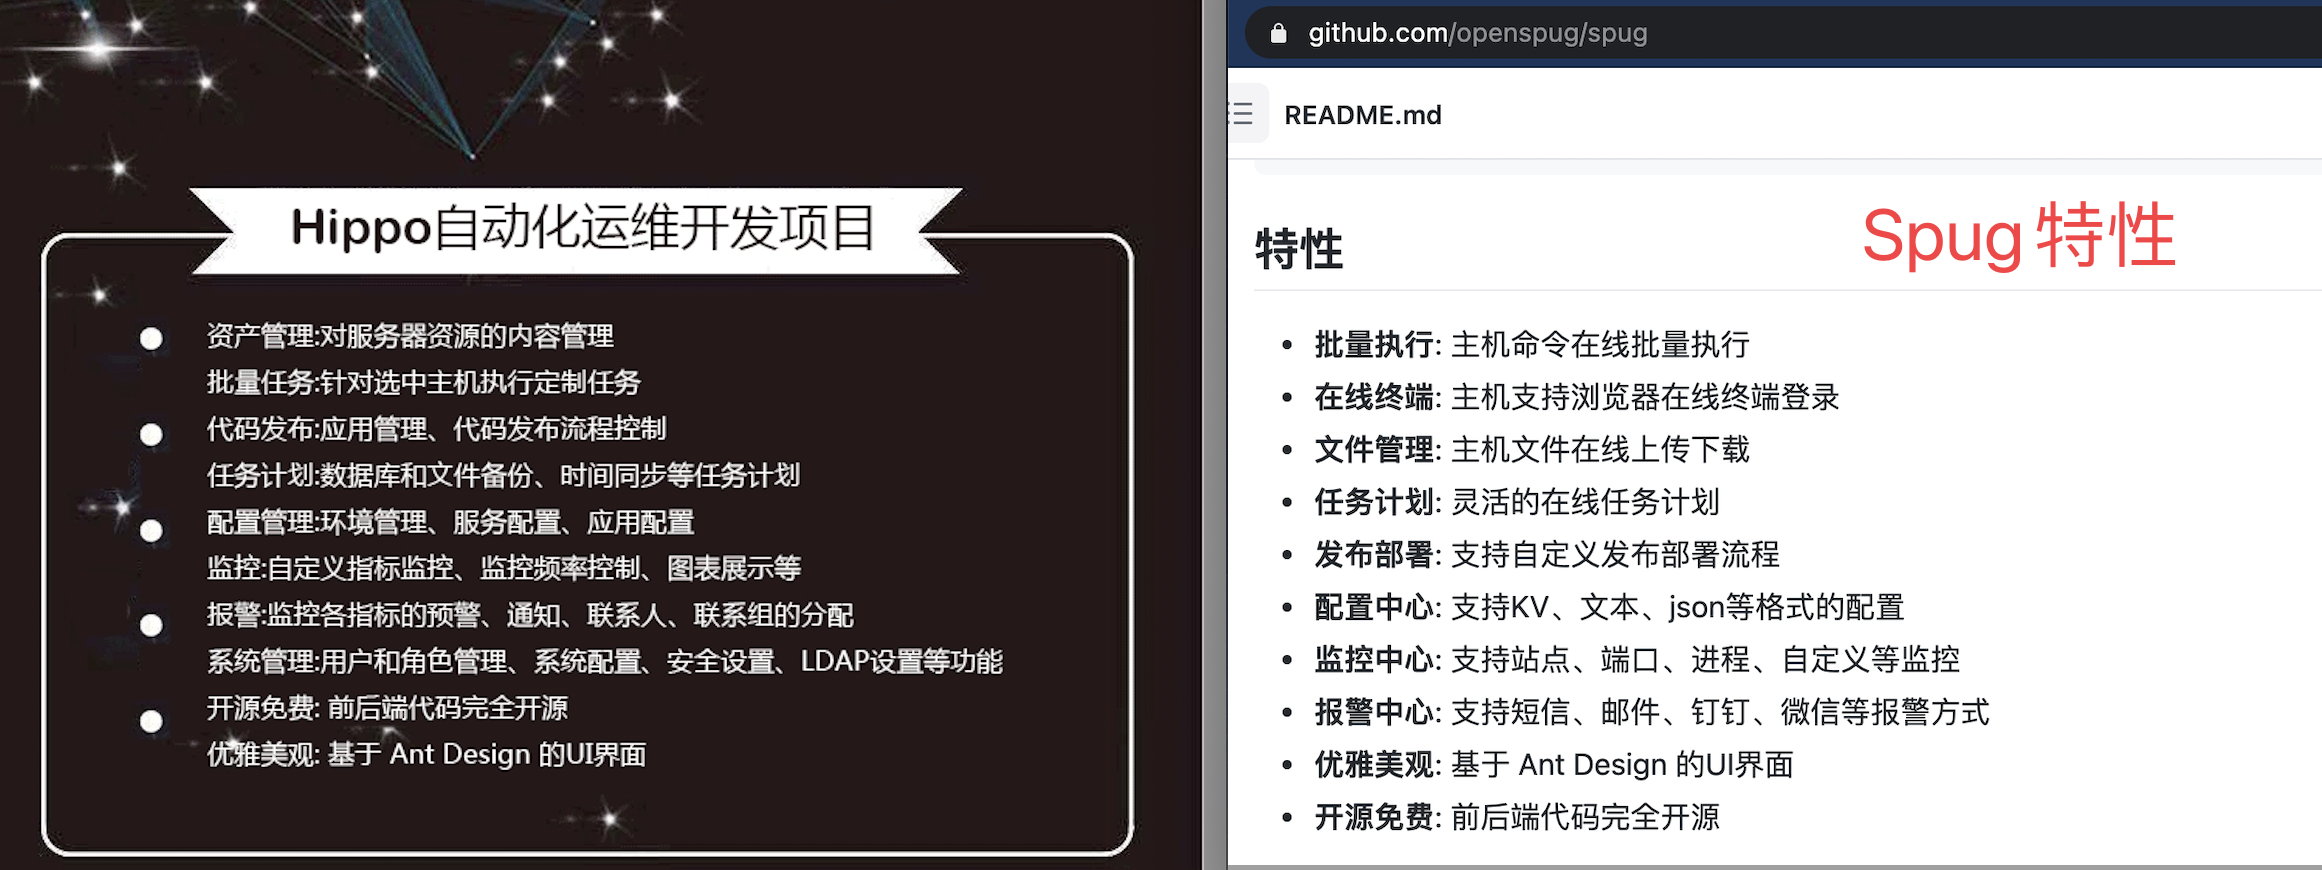 Hippo自动化运维开发项目
资产管理:对服务器资源的内容管理
批量任务:针对选中主机执行定制任务
代码发布:应用管理、代码发布流程控制
任务计划:数据库和文件备份、时间同步等任务计划
配置管理:环境管理、服务配置、应用配置
监控:自定义指标监控、监控频率控制、图表展示等
报警:监控各指标的预警、通知、联系人、联系组的分配
系统管理:用户和角色管理、系统配置、安全设置、LDAP设置等功能
开源免费: 前后端代码完全开源
优雅美观: 基于 Ant Design 的UI界面
github.com/openspug/spug
README.md
特性
Spug特性
批量执行: 主机命令在线批量执行
在线终端: 主机支持浏览器在线终端登录
文件管理: 主机文件在线上传下载
任务计划: 灵活的在线任务计划
发布部署: 支持自定义发布部署流程
配置中心: 支持KV、文本、json等格式的配置
监控中心: 支持站点、端口、进程、自定义等监控
报警中心: 支持短信、邮件、钉钉、微信等报警方式
优雅美观: 基于 Ant Design 的UI界面
开源免费: 前后端代码完全开源